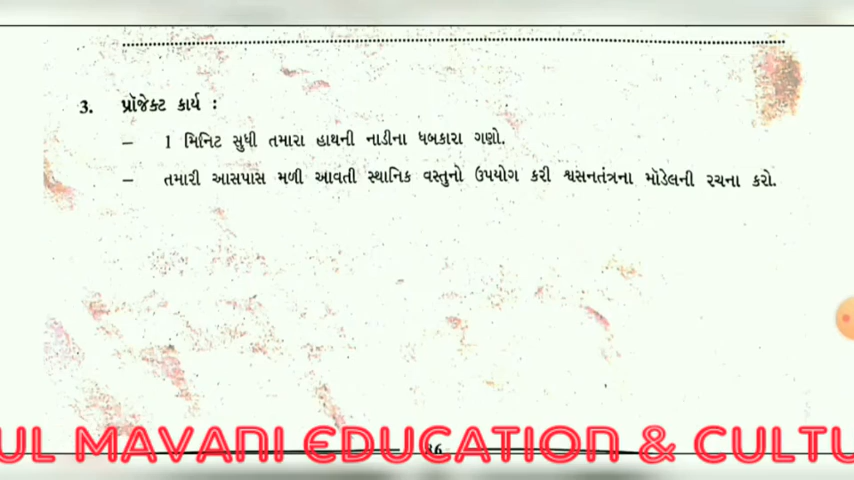 3. પ્રૉજેક્ટ કાર્ય :
– 1 મિનિટ સુધી તમારા હાથની નાડીના ધબકારા ગણો.
– તમારી આસપાસ મળી આવતી સ્થાનિક વસ્તુનો ઉપયોગ કરી શ્વસનતંત્રના મૉડેલની રચના કરો.
86
UL MAVANI EDUCATION & CULTU